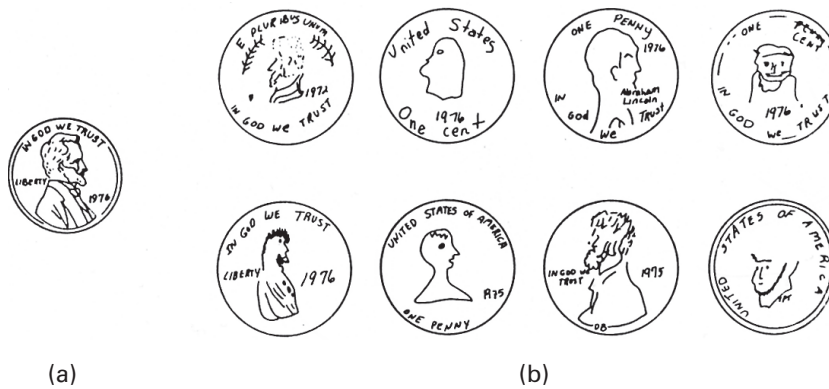 IN GOD WE TRUST
LIBERTY
1976
(a)
E PLURIBUS UNUM
1972
IN GOD WE TRUST
United States
1976
One cent
ONE PENNY
1976
Abraham
Lincoln
IN
God
We
TRUST
ONE
CENT
1976
IN GOD We TRUST
IN GOD WE TRUST
LIBERTY
1976
UNITED STATES OF AMERICA
1975
ONE PENNY
IN GOD WE
TRUST
1975
DB
UNITED STATES OF AMERICA
(b)